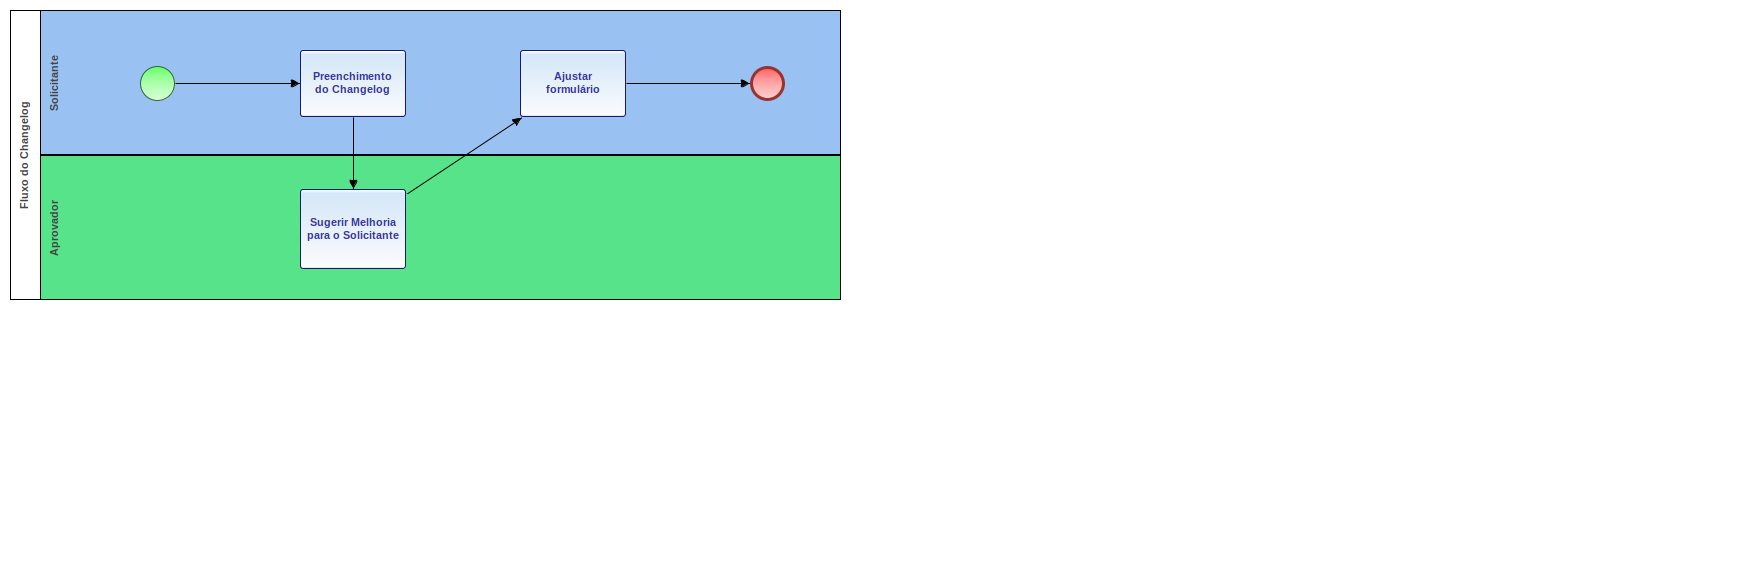 Fluxo do Changelog
Solicitante
Preenchimento
do Changelog
Ajustar
formulário
Aprovador
Sugerir Melhoria
para o Solicitante